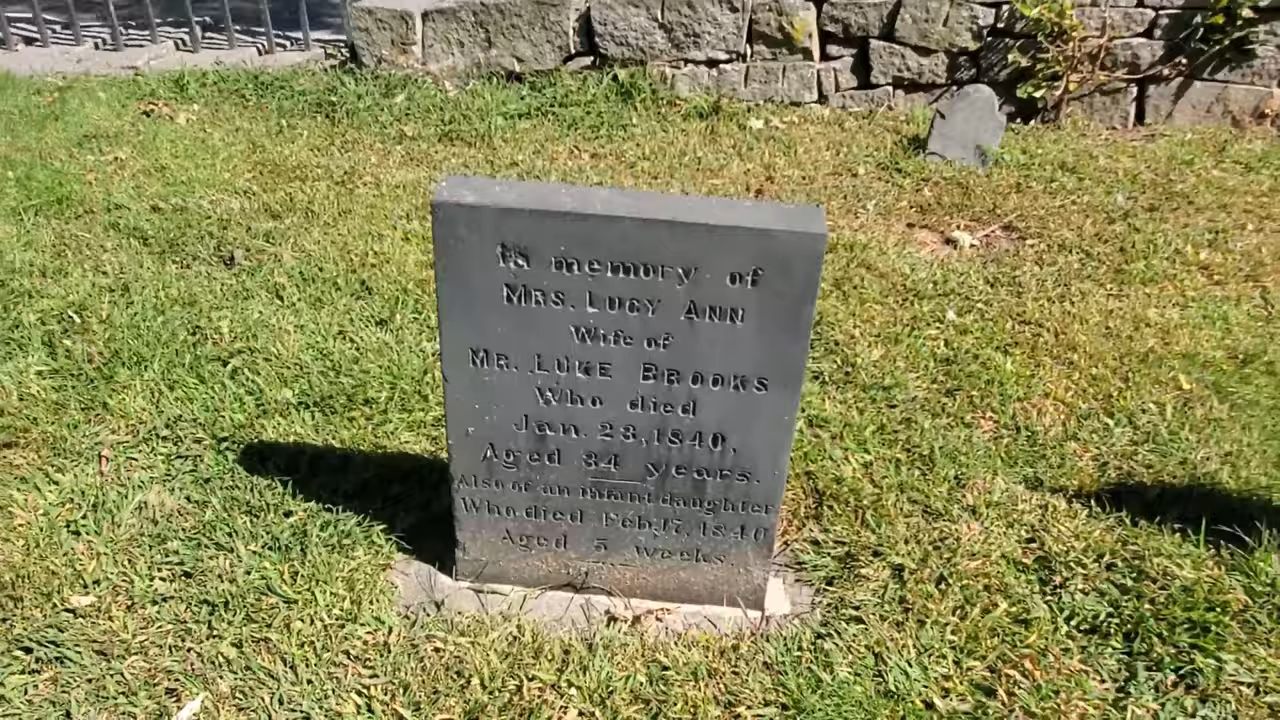 In memory of
MRS. LUCY ANN
Wife of
MR. LUKE BROOKS
Who died
Jan. 23, 1840,
Aged 34 years.
Also of an infant daughter
Who died Feb. 17, 1840
Aged 5 weeks.